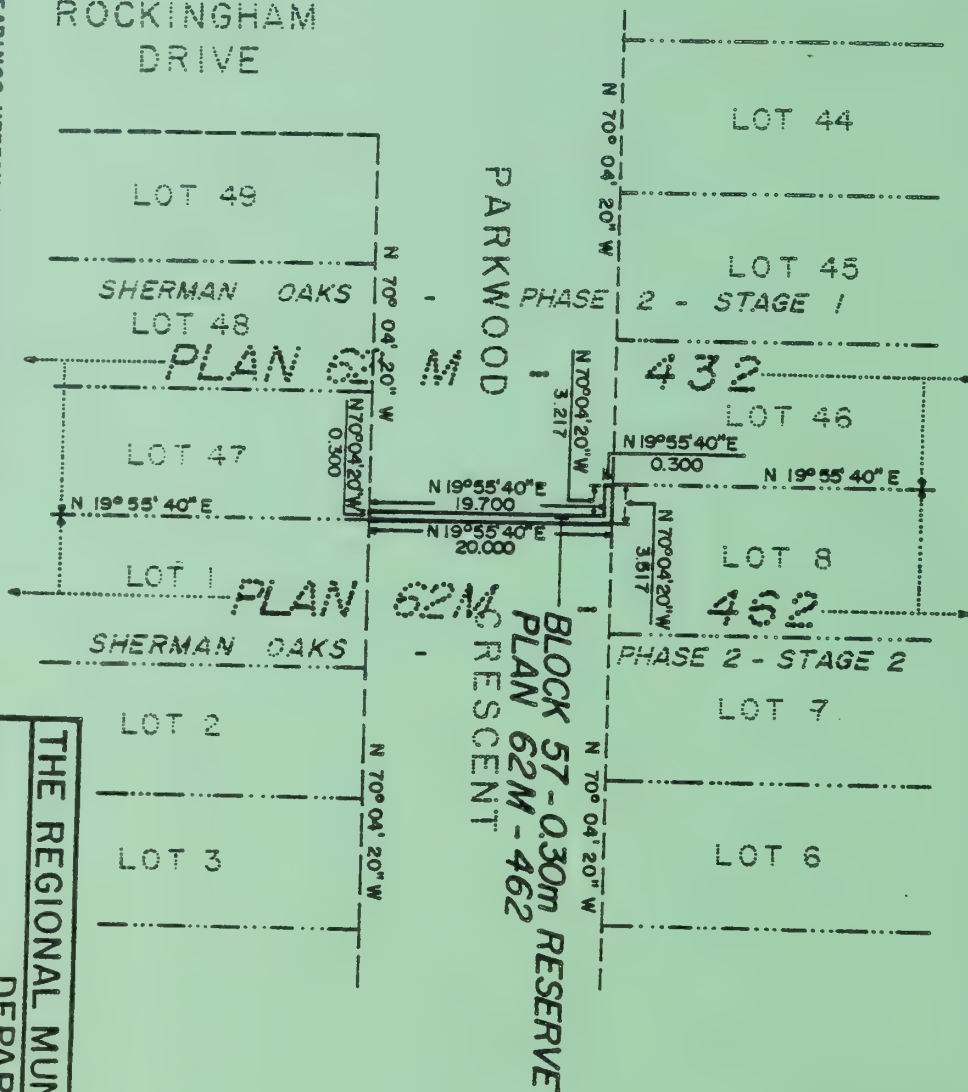 ROCKINGHAM
DRIVE
LOT 44
N 70° 04' 20" W
LOT 49
PARKWOOD
N 70° 04' 20" W
LOT 45
SHERMAN OAKS - PHASE 2 - STAGE 1
LOT 48
PLAN 62 M - 432
LOT 46
N 70°04'20"W
3.217
N 19°55'40"E
0.300
LOT 47
N 70°04'20"W
0.300
N 19°55'40"E
19.700
N 19°55'40"E
N 19°55'40"E
N 19°55'40"E
20.000
N 70°04'20"W
3.517
LOT 8
LOT 1
PLAN 62M - 462
CRESCENT
BLOCK 57-0.30m RESERVE
PLAN 62M-462
SHERMAN OAKS - PHASE 2 - STAGE 2
LOT 7
LOT 2
N 70° 04' 20" W
N 70° 04' 20" W
LOT 6
LOT 3
THE REGIONAL MUN
DEPAR